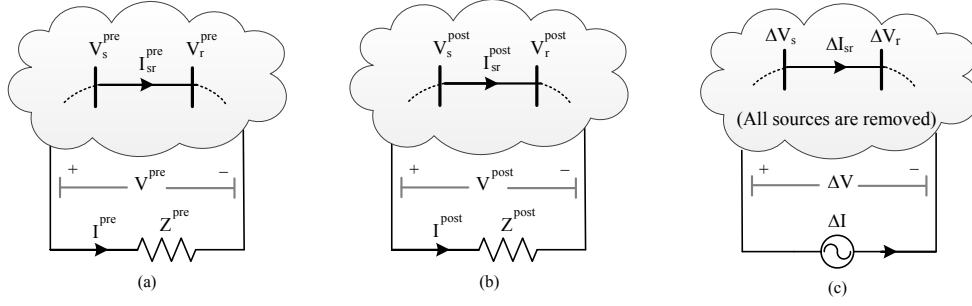 V_s^pre V_r^pre
I_sr^pre
+ V^pre −
I^pre Z^pre
(a)
V_s^post V_r^post
I_sr^post
+ V^post −
I^post Z^post
(b)
ΔV_s ΔI_sr ΔV_r
(All sources are removed)
+ ΔV −
ΔI
(c)